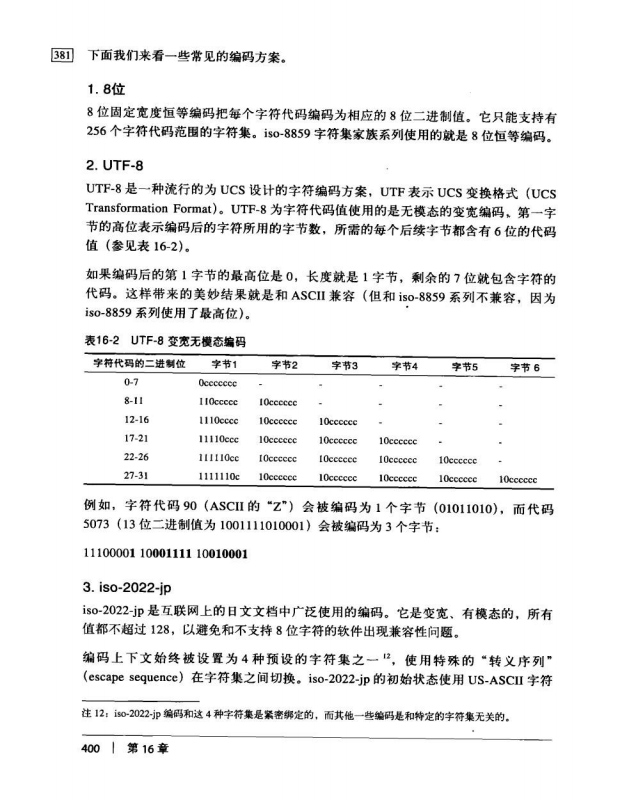 381 下面我们来看一些常见的编码方案。
1. 8位
8 位固定宽度恒等编码把每个字符代码编码为相应的 8 位二进制值。它只能支持有
256 个字符代码范围的字符集。iso-8859 字符集家族系列使用的就是 8 位恒等编码。
2. UTF-8
UTF-8 是一种流行的为 UCS 设计的字符编码方案，UTF 表示 UCS 变换格式（UCS
Transformation Format）。UTF-8 为字符代码值使用的是无模态的变宽编码，第一字
节的高位表示编码后的字符所用的字节数，所需的每个后续字节都含有 6 位的代码
值（参见表 16-2）。
如果编码后的第 1 字节的最高位是 0，长度就是 1 字节，剩余的 7 位就包含字符的
代码。这样带来的美妙结果就是和 ASCII 兼容（但和 iso-8859 系列不兼容，因为
iso-8859 系列使用了最高位）。
表16-2 UTF-8 变宽无模态编码
字符代码的二进制位 字节1 字节2 字节3 字节4 字节5 字节 6
0-7 0ccccccc - - - - -
8-11 110ccccc 10cccccc - - - -
12-16 1110cccc 10cccccc 10cccccc - - -
17-21 11110ccc 10cccccc 10cccccc 10cccccc - -
22-26 111110cc 10cccccc 10cccccc 10cccccc 10cccccc -
27-31 1111110c 10cccccc 10cccccc 10cccccc 10cccccc 10cccccc
例如，字符代码 90（ASCII 的“Z”）会被编码为 1 个字节（01011010），而代码
5073（13 位二进制值为 1001111010001）会被编码为 3 个字节：
11100001 10001111 10010001
3. iso-2022-jp
iso-2022-jp 是互联网上的日文文档中广泛使用的编码。它是变宽、有模态的，所有
值都不超过 128，以避免和不支持 8 位字符的软件出现兼容性问题。
编码上下文始终被设置为 4 种预设的字符集之一 12，使用特殊的“转义序列”
（escape sequence）在字符集之间切换。iso-2022-jp 的初始状态使用 US-ASCII 字符
注 12：iso-2022-jp 编码和这 4 种字符集是紧密绑定的，而其他一些编码是和特定的字符集无关的。
400 | 第 16 章